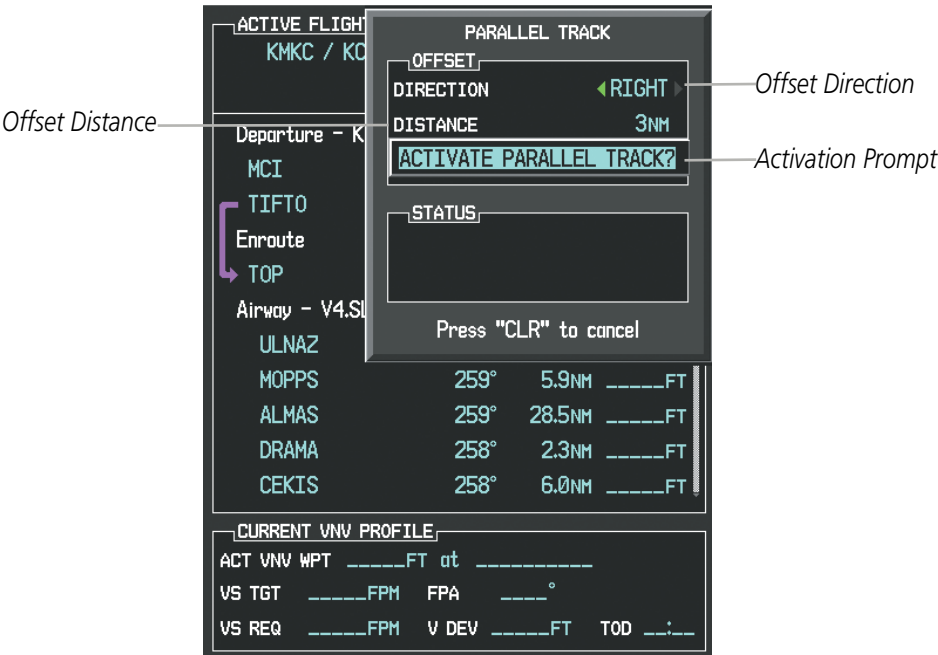 ACTIVE FLIGH
KMKC / KC
PARALLEL TRACK
OFFSET
DIRECTION RIGHT
Offset Direction
Offset Distance
DISTANCE 3NM
ACTIVATE PARALLEL TRACK?
Activation Prompt
STATUS
Press "CLR" to cancel
Departure - K
MCI
TIFTO
Enroute
TOP
Airway - V4.SL
ULNAZ
MOPPS 259° 5.9NM _____FT
ALMAS 259° 28.5NM _____FT
DRAMA 258° 2.3NM _____FT
CEKIS 258° 6.0NM _____FT
CURRENT VNV PROFILE
ACT VNV WPT _____FT at __________
VS TGT _____FPM FPA ____°
VS REQ _____FPM V DEV _____FT TOD __:__